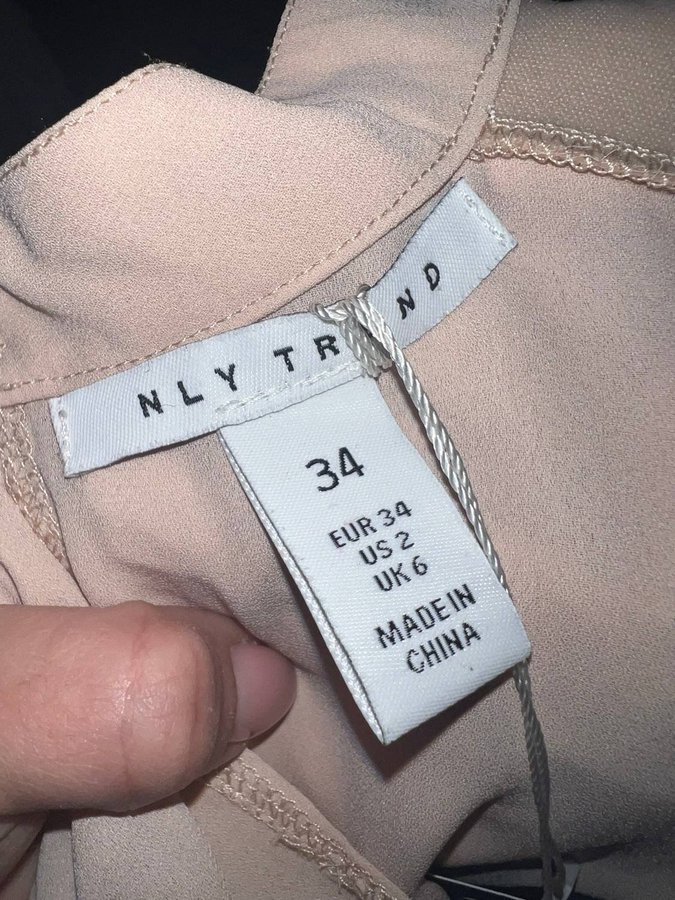 NLY TREND
34
EUR 34
US 2
UK 6
MADE IN
CHINA